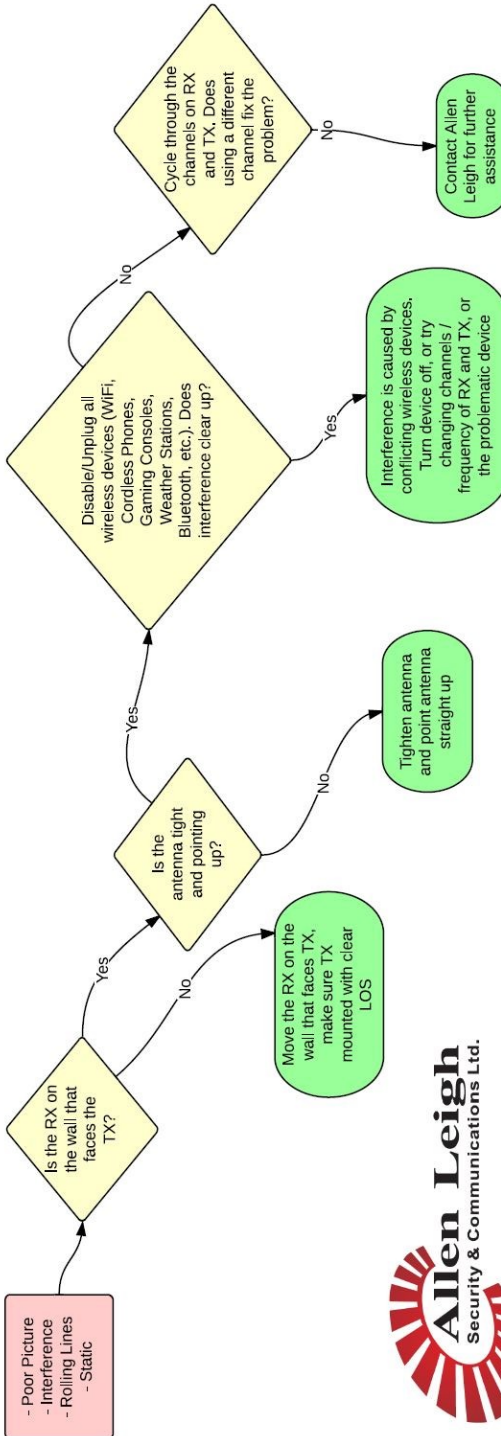 - Poor Picture
- Interference
- Rolling Lines
- Static
Is the RX on
the wall that
faces the
TX?
Yes
No
Move the RX on the
wall that faces TX,
make sure TX
mounted with clear
LOS
Is the
antenna tight
and pointing
up?
Yes
No
Tighten antenna
and point antenna
straight up
Disable/Unplug all
wireless devices (WiFi,
Cordless Phones,
Gaming Consoles,
Weather Stations,
Bluetooth, etc.). Does
interference clear up?
No
Yes
Interference is caused by
conflicting wireless devices.
Turn device off, or try
changing channels /
frequency of RX and TX, or
the problematic device
Cycle through the
channels on RX
and TX, Does
using a different
channel fix the
problem?
No
Contact Allen
Leigh for further
assistance
Allen Leigh
Security & Communications Ltd.